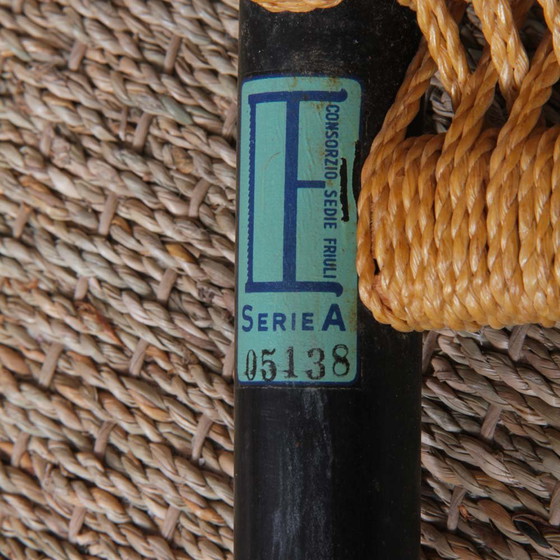 CONSORZIO SEDIE FRIULI
SERIE A
05138